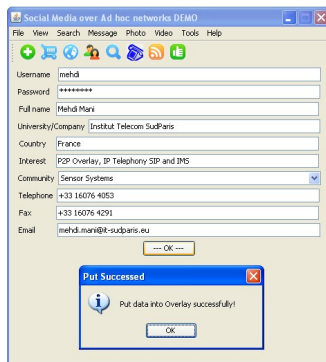 Social Media over Ad hoc networks DEMO
File View Search Message Photo Video Tools Help
Username mehdi
Password ********
Full name Mehdi Mani
University/Company Institut Telecom SudParis
Country France
Interest P2P Overlay, IP Telephony SIP and IMS
Community Sensor Systems
Telephone +33 16076 4053
Fax +33 16076 4291
Email mehdi.mani@it-sudparis.eu
--- OK ---
Put Successed
Put data into Overlay successfully!
OK